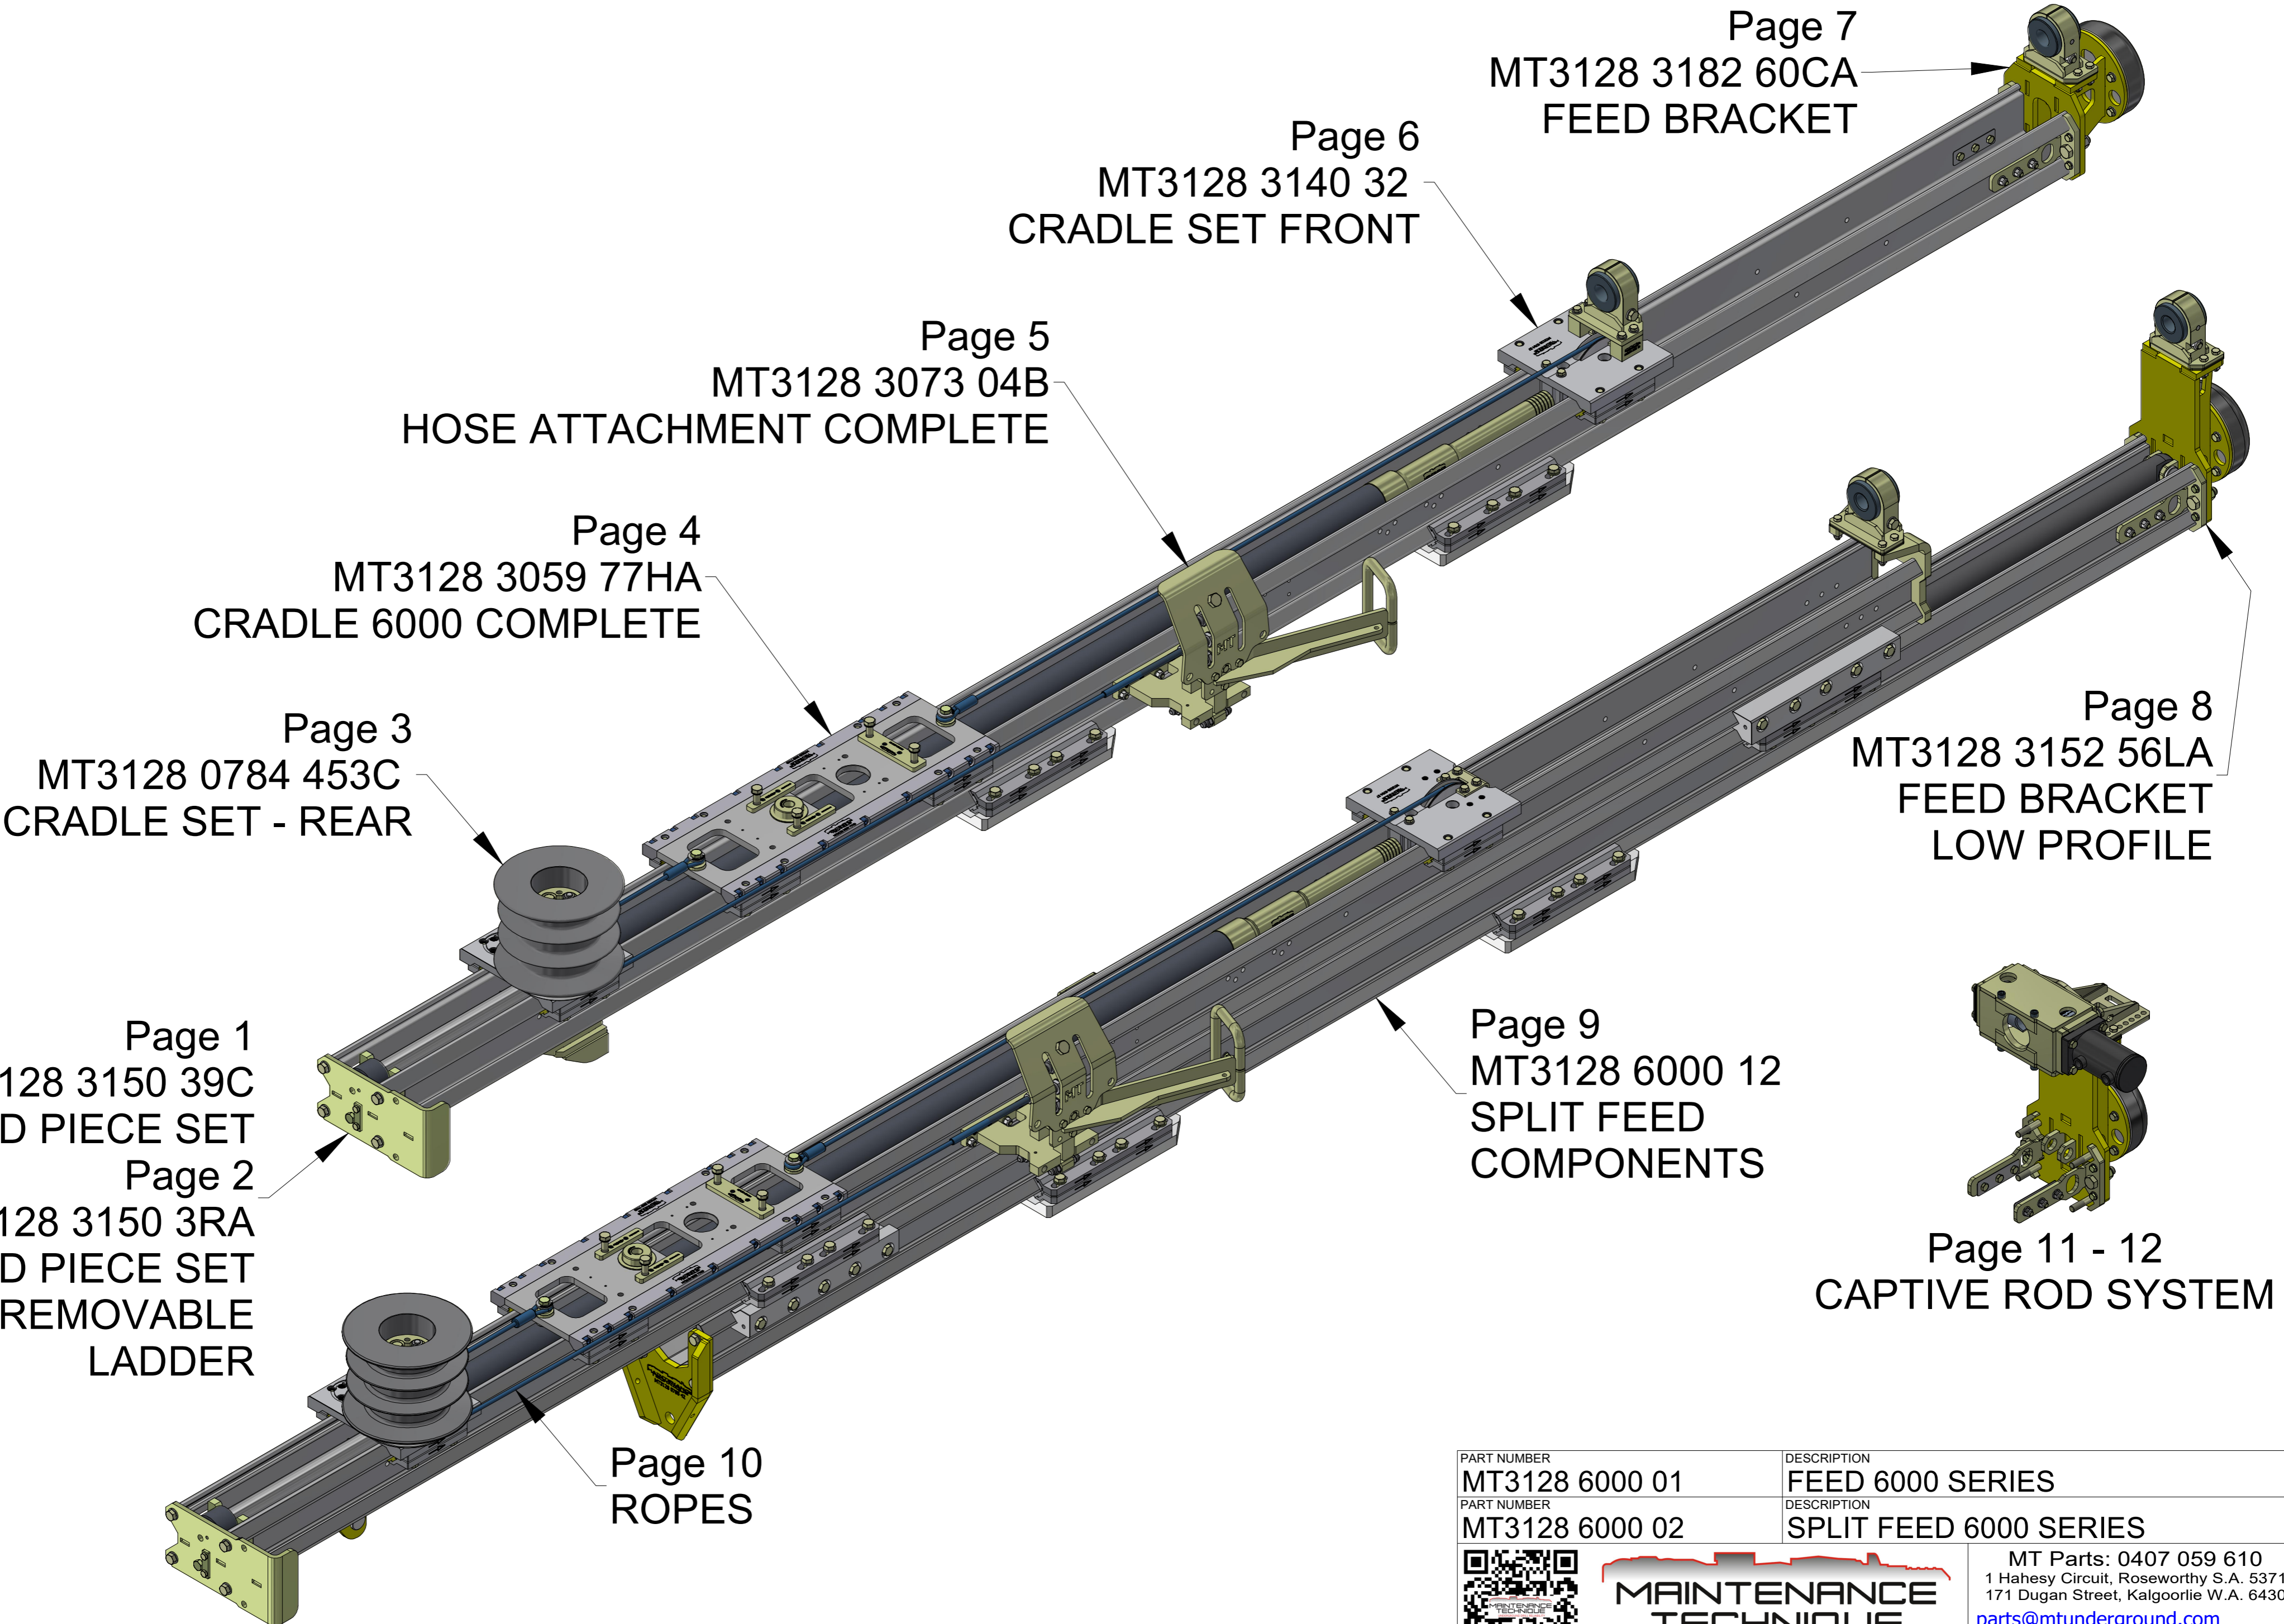 Page 7
MT3128 3182 60CA
FEED BRACKET
Page 6
MT3128 3140 32
CRADLE SET FRONT
Page 5
MT3128 3073 04B
HOSE ATTACHMENT COMPLETE
Page 4
MT3128 3059 77HA
CRADLE 6000 COMPLETE
Page 3
MT3128 0784 453C
CRADLE SET - REAR
Page 1
128 3150 39C
D PIECE SET
Page 2
128 3150 3RA
D PIECE SET
REMOVABLE
LADDER
Page 8
MT3128 3152 56LA
FEED BRACKET
LOW PROFILE
Page 9
MT3128 6000 12
SPLIT FEED
COMPONENTS
Page 10
ROPES
Page 11 - 12
CAPTIVE ROD SYSTEM
PART NUMBER DESCRIPTION
MT3128 6000 01 FEED 6000 SERIES
PART NUMBER DESCRIPTION
MT3128 6000 02 SPLIT FEED 6000 SERIES
MAINTENANCE
TECHNIQUE
MAINTENANCE
TECHNIQUE
MT Parts: 0407 059 610
1 Hahesy Circuit, Roseworthy S.A. 5371
171 Dugan Street, Kalgoorlie W.A. 6430
parts@mtunderground.com